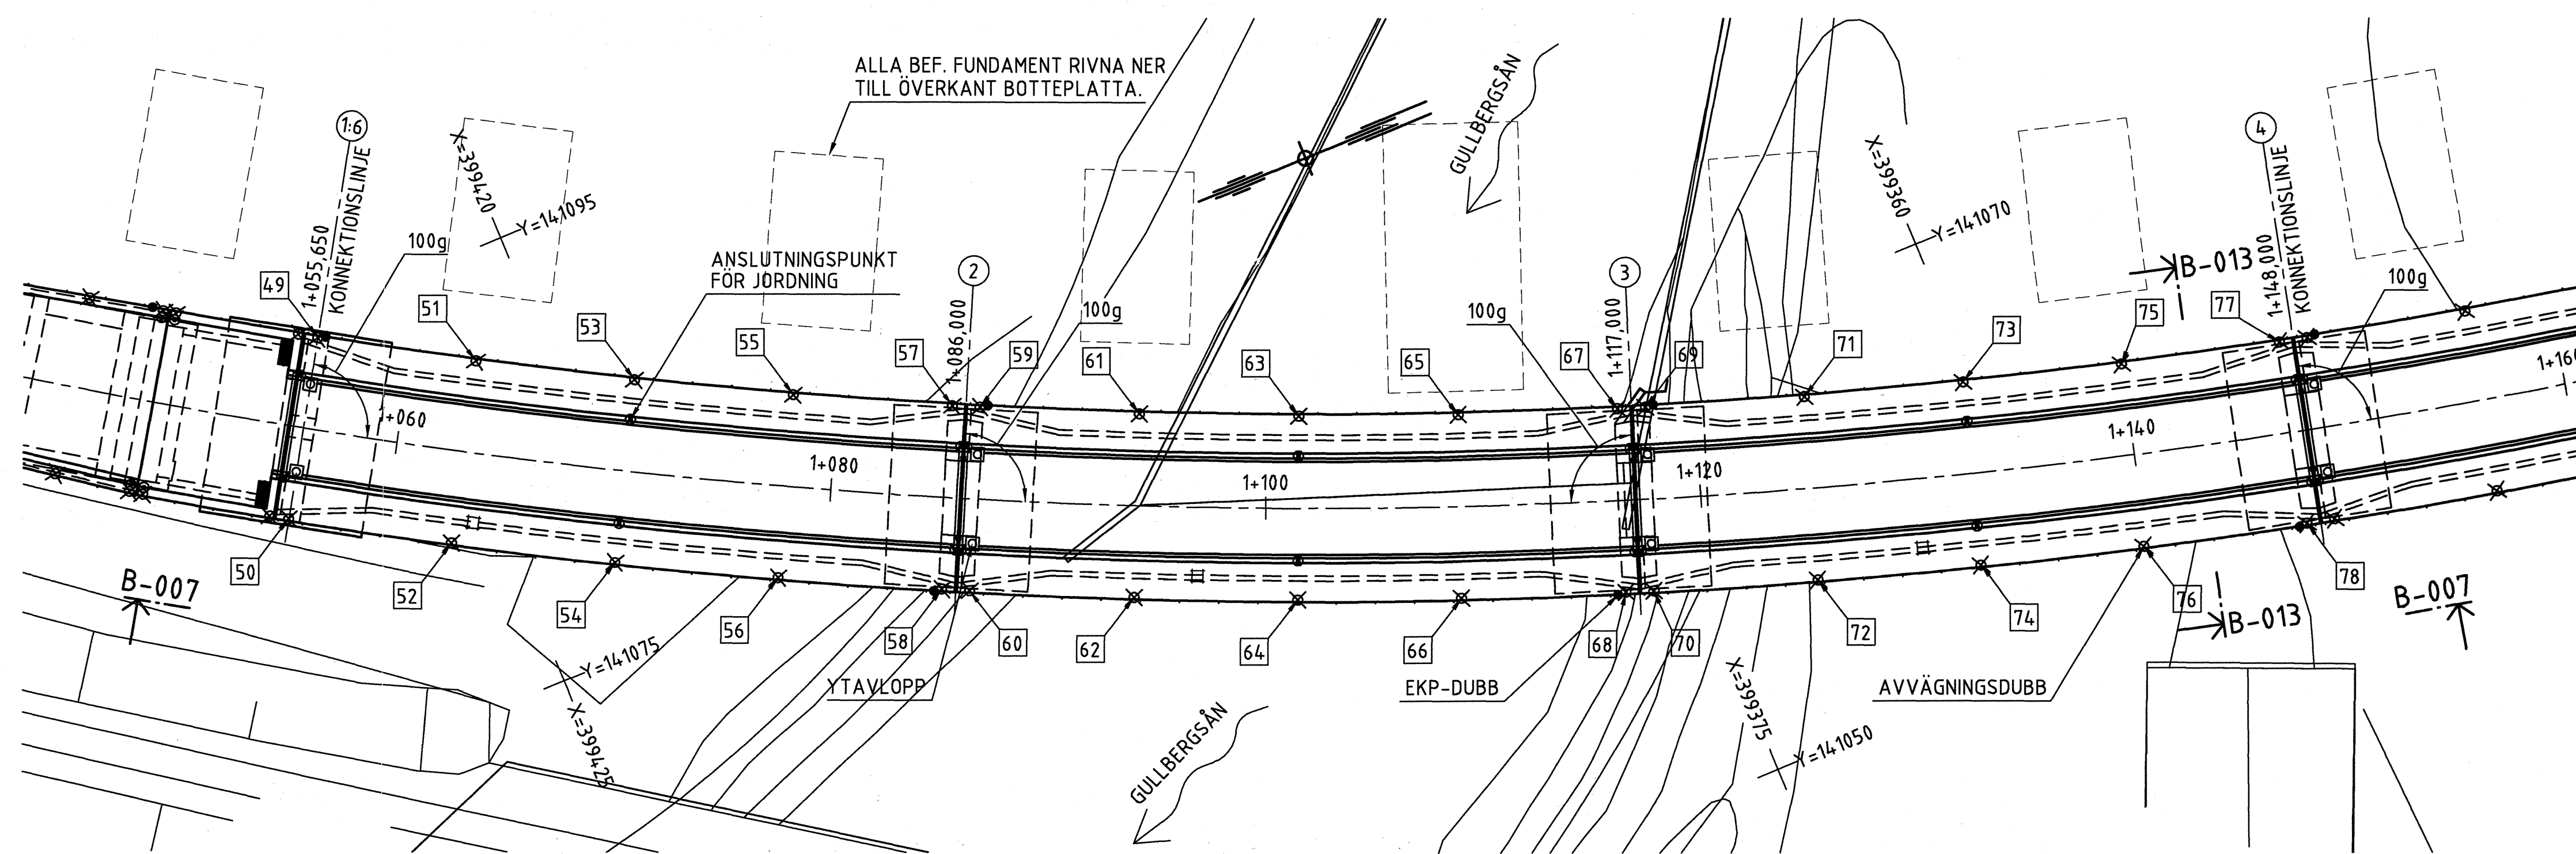 ALLA BEF. FUNDAMENT RIVNA NER
TILL ÖVERKANT BOTTEPLATTA.
GULLBERGSÅN
1:6
4
X=399420
Y=141095
X=399360
Y=141070
1+055,650
KONNEKTIONSLINJE
1+148,000
KONNEKTIONSLINJE
100g
ANSLUTNINGSPUNKT
FÖR JORDNING
2
3
B-013
100g
49
51
53
55
57
1+086,000
59
100g
61
63
65
100g
67
1+117,000
69
71
73
75
77
1+060
1+080
1+100
1+120
1+140
1+160
50
52
54
56
58
60
62
64
66
68
70
72
74
76
78
B-007
B-007
B-013
Y=141075
X=399425
YTAVLOPP
EKP-DUBB
AVVÄGNINGSDUBB
X=399375
Y=141050
GULLBERGSÅN